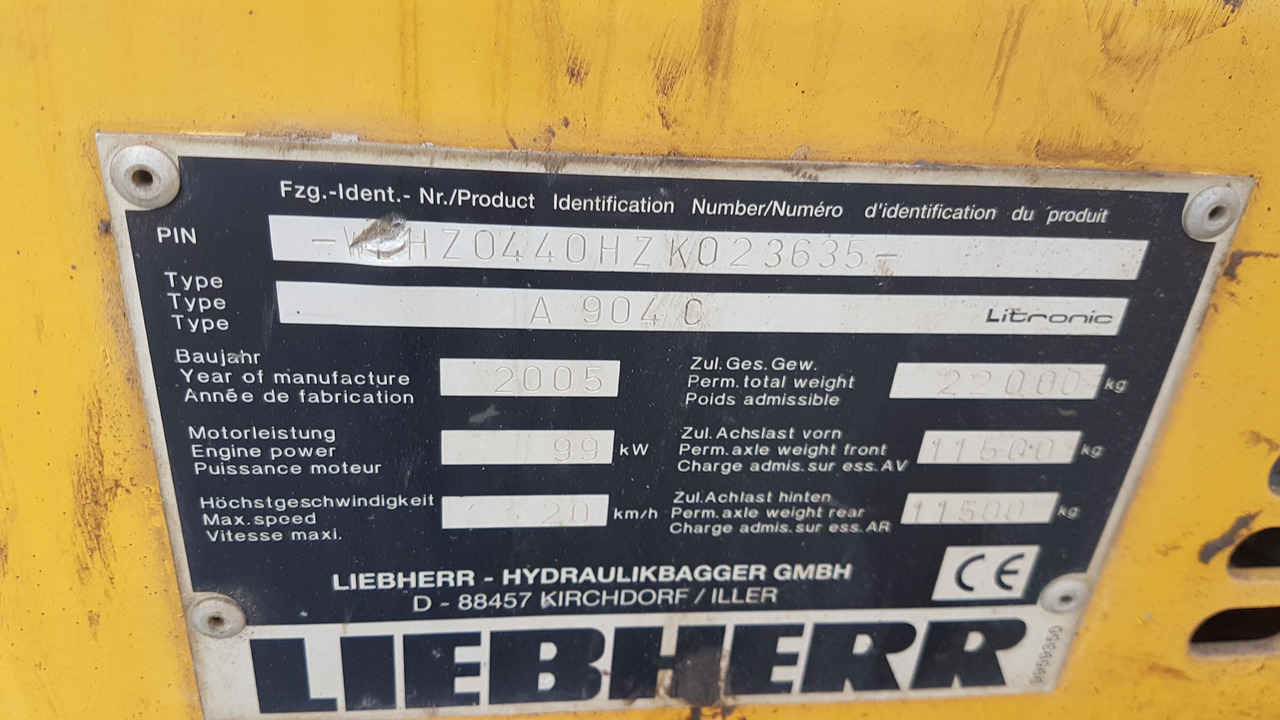 Fzg.-Ident.- Nr./Product Identification Number/Numéro d'identification du produit
PIN
Type
Type A 904 C Litronic
Type
Baujahr
Year of manufacture 2005
Année de fabrication
Zul.Ges.Gew.
Perm.total weight 22000 kg
Poids admissible
Motorleistung
Engine power 99 kW
Puissance moteur
Zul.Achslast vorn
Perm.axle weight front 11500 kg
Charge admis.sur ess.AV
Höchstgeschwindigkeit
Max.speed 20 km/h
Vitesse maxi.
Zul.Achlast hinten
Perm.axle weight rear 11500 kg
Charge admis.sur ess.AR
LIEBHERR - HYDRAULIKBAGGER GMBH
D - 88457 KIRCHDORF / ILLER
CE
LIEBHERR